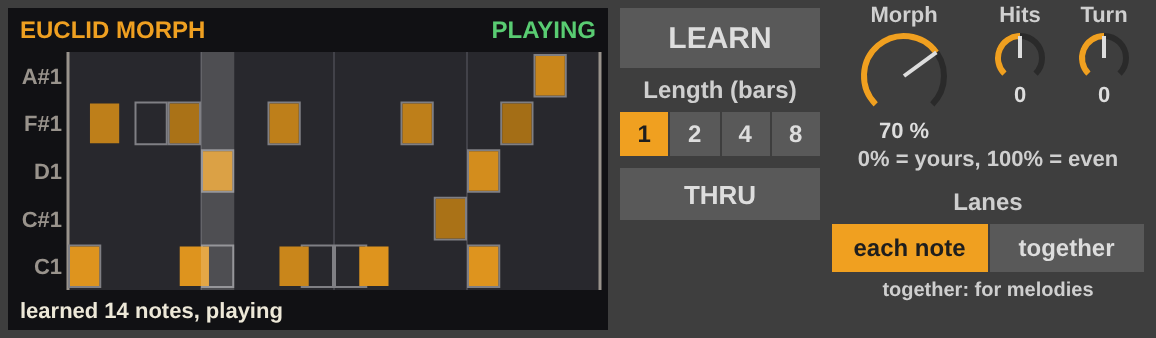 EUCLID MORPH PLAYING
A#1
F#1
D1
C#1
C1
learned 14 notes, playing
LEARN
Length (bars)
1 2 4 8
THRU
Morph Hits Turn
70 % 0 0
0% = yours, 100% = even
Lanes
each note together
together: for melodies